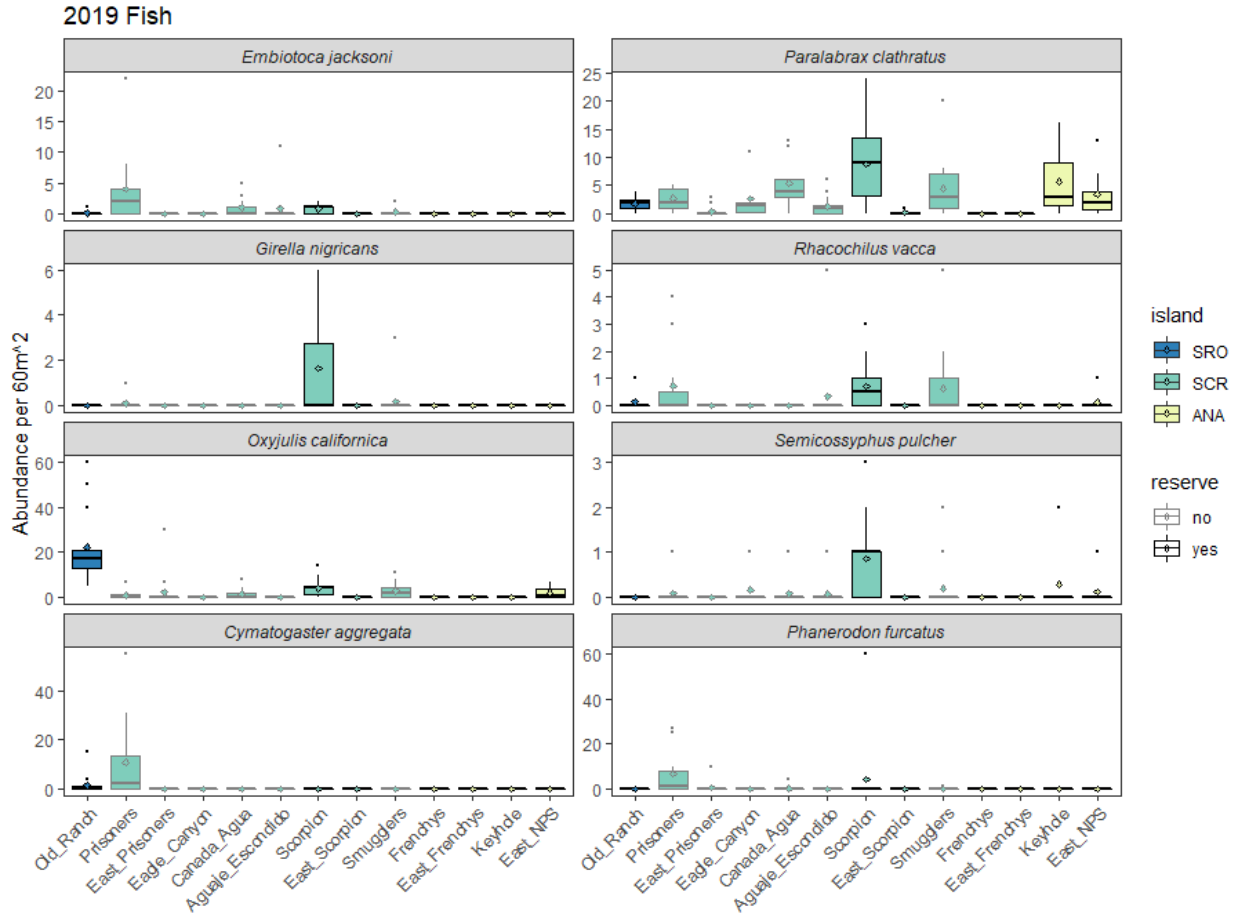 2019 Fish
Abundance per 60m^2
Embiotoca jacksoni
20
15
10
5
0
Paralabrax clathratus
25
20
15
10
5
0
Girella nigricans
6
4
2
0
Rhacochilus vacca
5
4
3
2
1
0
Oxyjulis californica
60
40
20
0
Semicossyphus pulcher
3
2
1
0
Cymatogaster aggregata
40
20
0
Phanerodon furcatus
60
40
20
0
Old_Ranch
Prisoners
East_Prisoners
Eagle_Canyon
Canada_Agua
Aguaje_Escondido
Scorpion
East_Scorpion
Smugglers
Frenchys
East_Frenchys
Keyhole
East_NPS
Old_Ranch
Prisoners
East_Prisoners
Eagle_Canyon
Canada_Agua
Aguaje_Escondido
Scorpion
East_Scorpion
Smugglers
Frenchys
East_Frenchys
Keyhole
East_NPS
island
SRO
SCR
ANA
reserve
no
yes